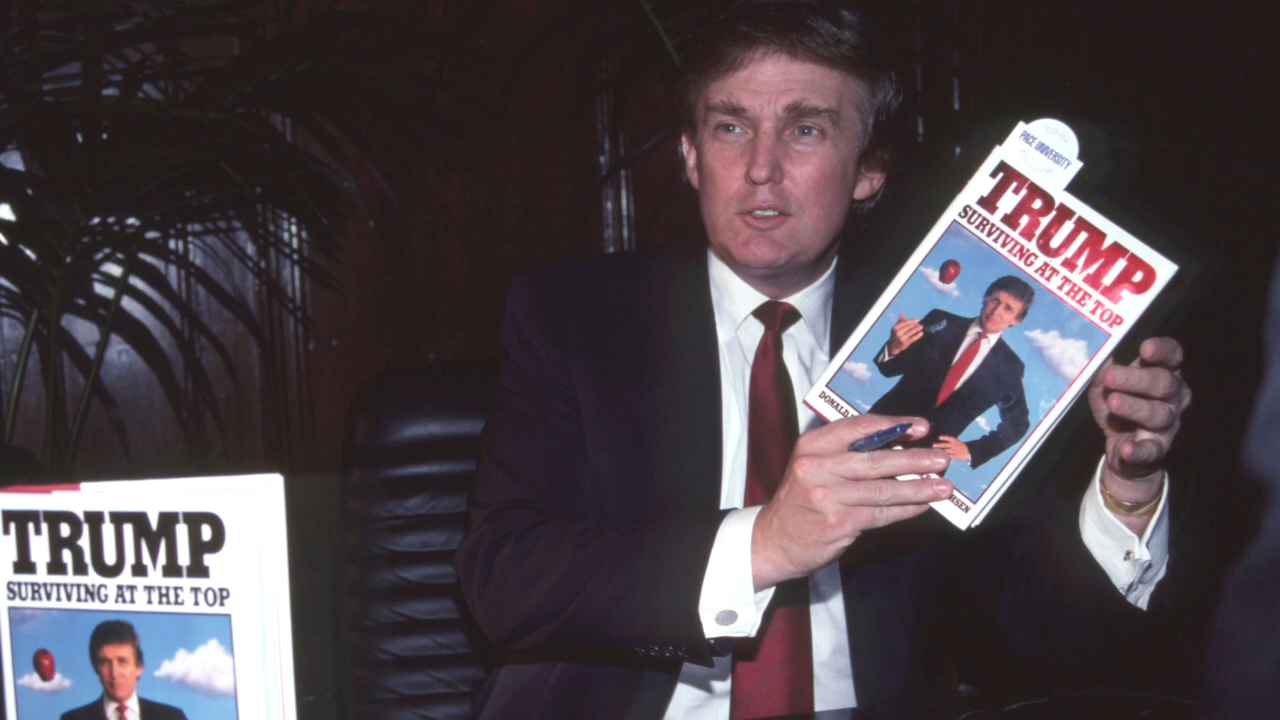 PACE UNIVERSITY
TRUMP
SURVIVING AT THE TOP
TRUMP
SURVIVING AT THE TOP